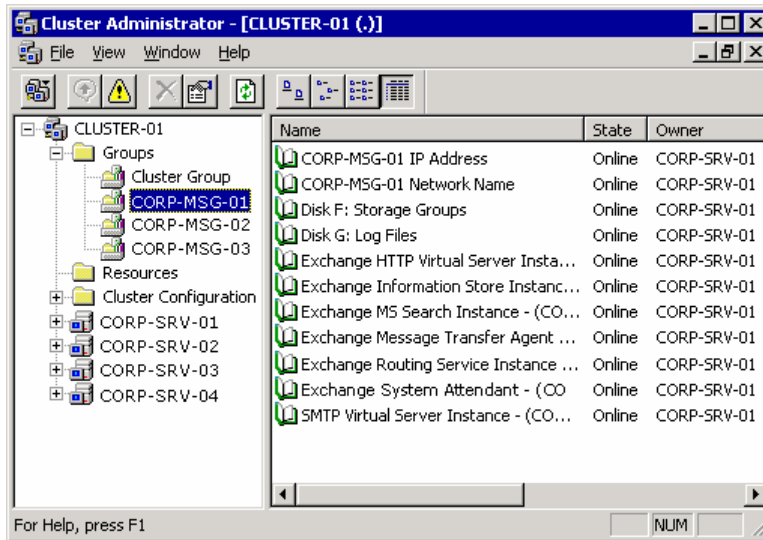 Cluster Administrator - [CLUSTER-01 (.)]
File View Window Help
CLUSTER-01
Groups
Cluster Group
CORP-MSG-01
CORP-MSG-02
CORP-MSG-03
Resources
Cluster Configuration
CORP-SRV-01
CORP-SRV-02
CORP-SRV-03
CORP-SRV-04
Name State Owner
CORP-MSG-01 IP Address Online CORP-SRV-01
CORP-MSG-01 Network Name Online CORP-SRV-01
Disk F: Storage Groups Online CORP-SRV-01
Disk G: Log Files Online CORP-SRV-01
Exchange HTTP Virtual Server Insta... Online CORP-SRV-01
Exchange Information Store Instanc... Online CORP-SRV-01
Exchange MS Search Instance - (CO... Online CORP-SRV-01
Exchange Message Transfer Agent ... Online CORP-SRV-01
Exchange Routing Service Instance ... Online CORP-SRV-01
Exchange System Attendant - (CO Online CORP-SRV-01
SMTP Virtual Server Instance - (CO... Online CORP-SRV-01
For Help, press F1 NUM